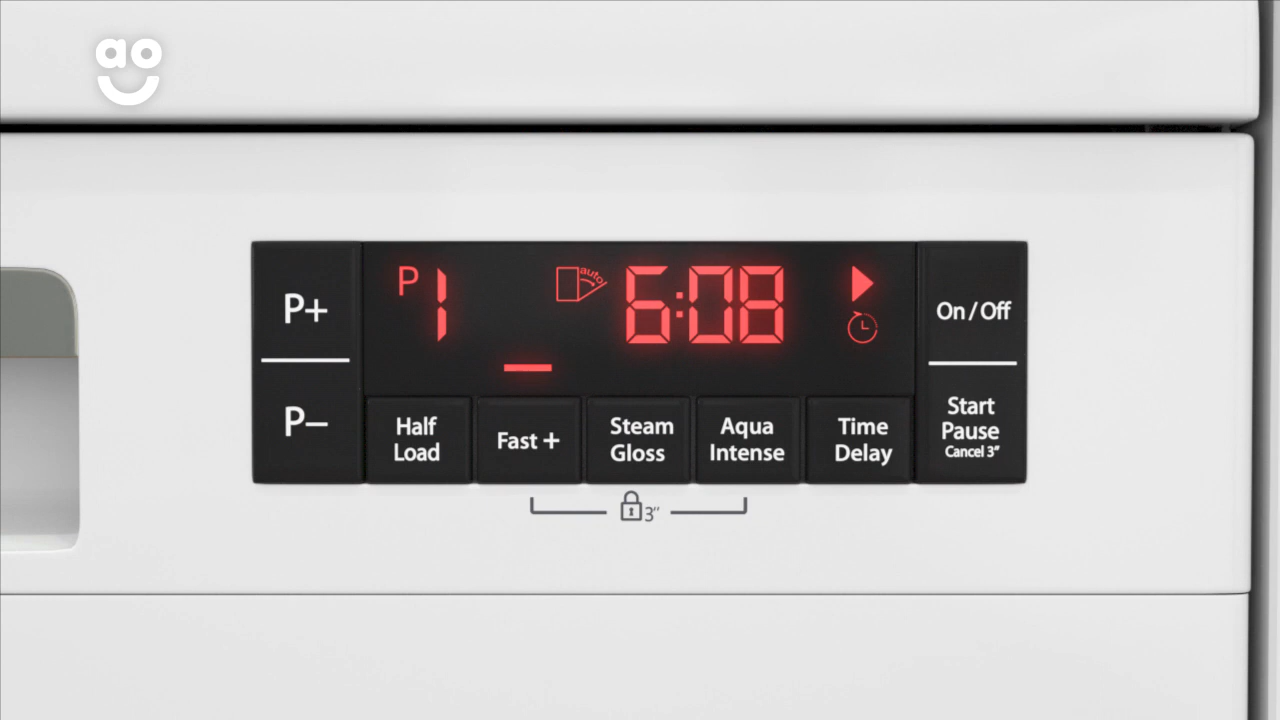 ao
P+
P–
P 1
auto
6:08
Half
Load
Fast +
Steam
Gloss
Aqua
Intense
Time
Delay
On/Off
Start
Pause
Cancel 3"
3"